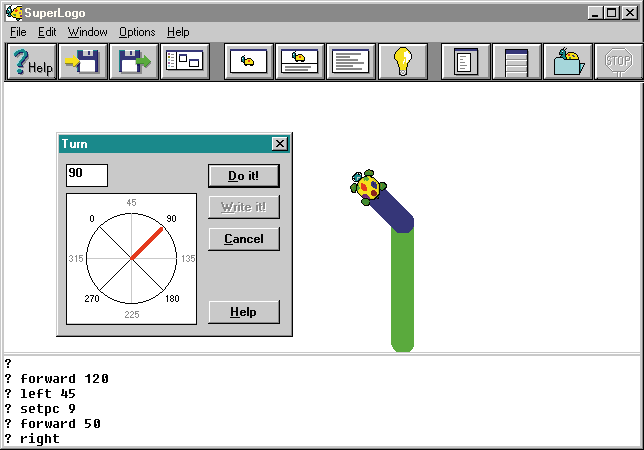 SuperLogo
File Edit Window Options Help
Help STOP
Turn
90
Do it!
Write it!
Cancel
Help
45
0 90
315 135
270 180
225
?
? forward 120
? left 45
? setpc 9
? forward 50
? right